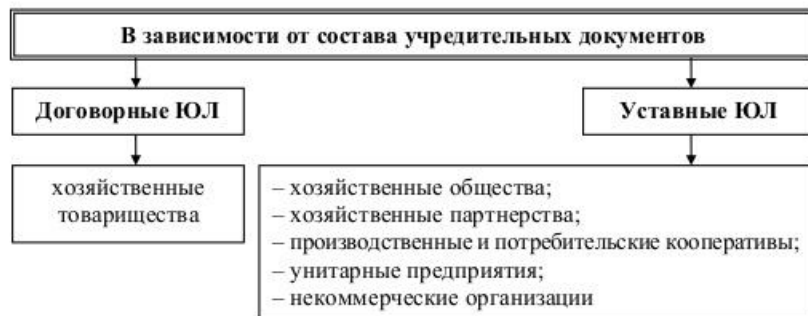 В зависимости от состава учредительных документов
Договорные ЮЛ
Уставные ЮЛ
хозяйственные
товарищества
– хозяйственные общества;
– хозяйственные партнерства;
– производственные и потребительские кооперативы;
– унитарные предприятия;
– некоммерческие организации